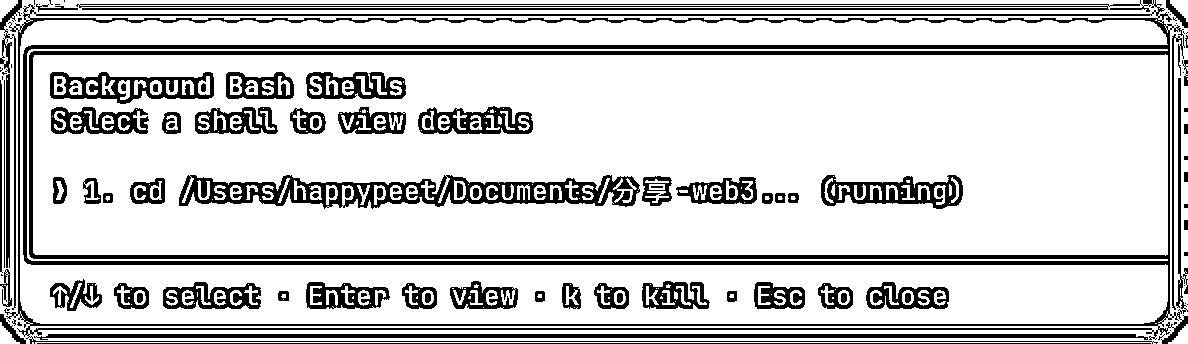 Background Bash Shells
Select a shell to view details
❯ 1. cd /Users/happypeet/Documents/分享-web3... (running)
↑/↓ to select · Enter to view · k to kill · Esc to close